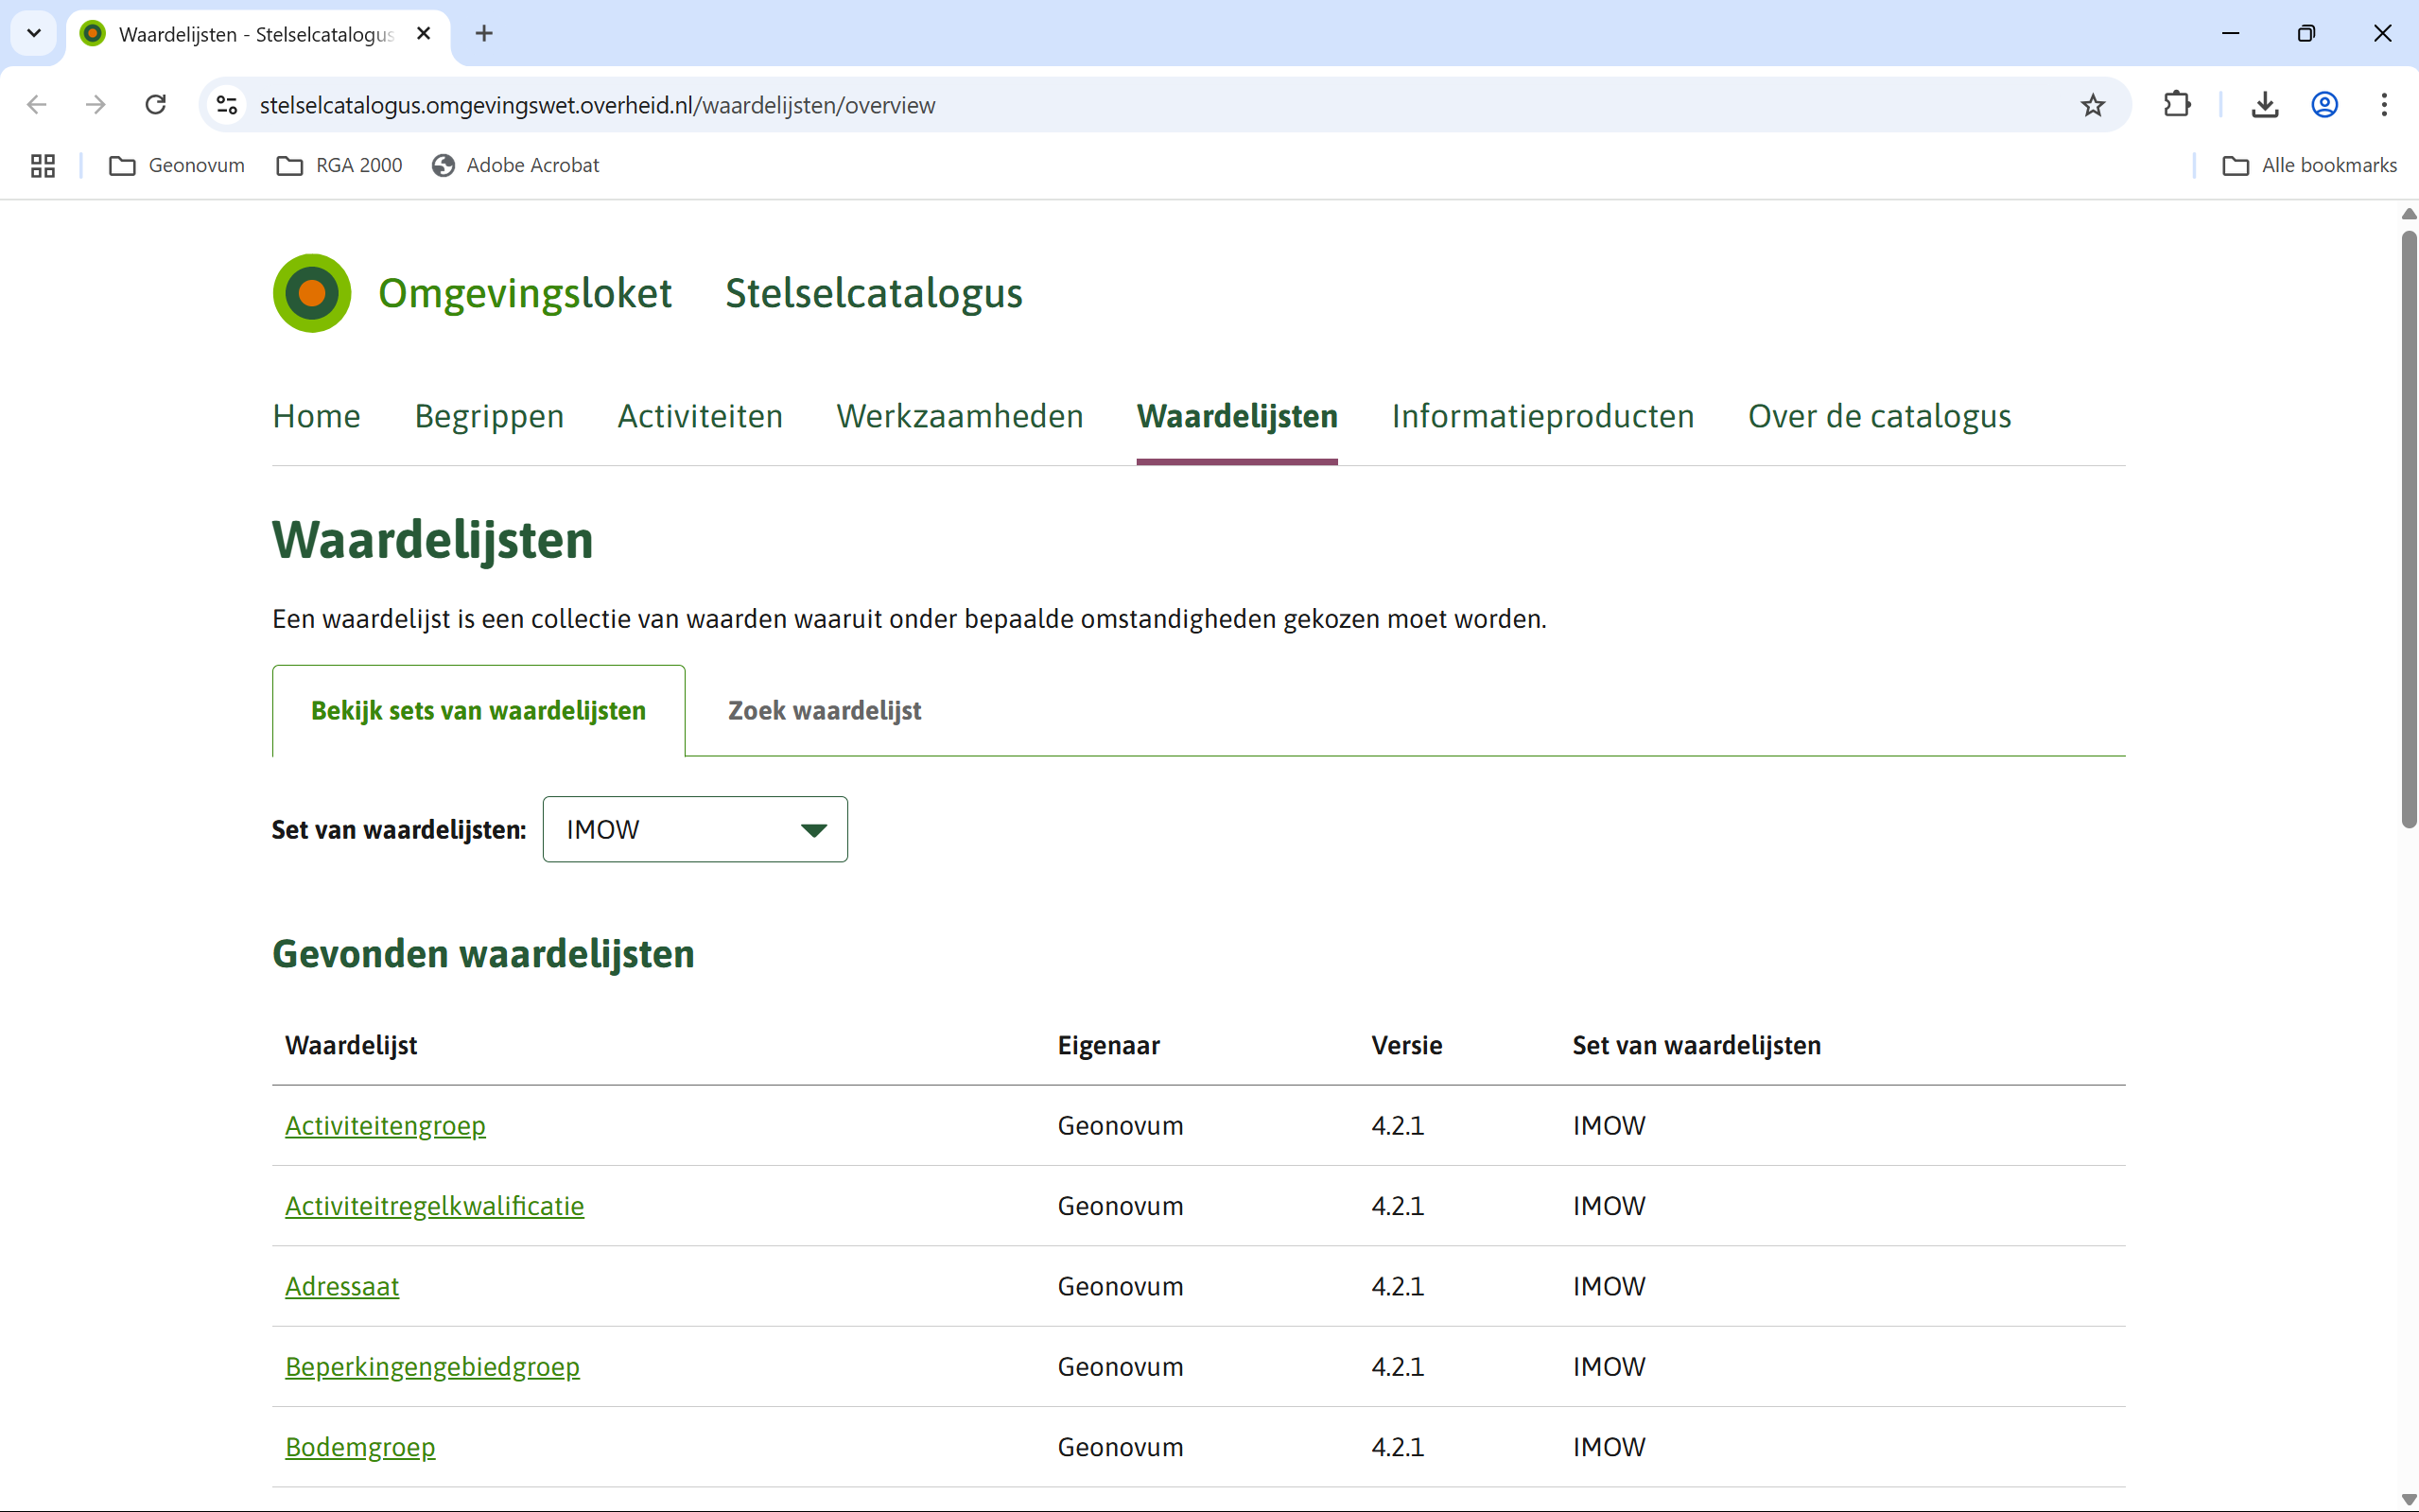 Waardelijsten - Stelselcatalogus
stelselcatalogus.omgevingswet.overheid.nl/waardelijsten/overview
Geonovum RGA 2000 Adobe Acrobat Alle bookmarks
Omgevingsloket Stelselcatalogus
Home Begrippen Activiteiten Werkzaamheden Waardelijsten Informatieproducten Over de catalogus
Waardelijsten
Een waardelijst is een collectie van waarden waaruit onder bepaalde omstandigheden gekozen moet worden.
Bekijk sets van waardelijsten Zoek waardelijst
Set van waardelijsten: IMOW
Gevonden waardelijsten
Waardelijst Eigenaar Versie Set van waardelijsten
Activiteitengroep Geonovum 4.2.1 IMOW
Activiteitregelkwalificatie Geonovum 4.2.1 IMOW
Adressaat Geonovum 4.2.1 IMOW
Beperkingengebiedgroep Geonovum 4.2.1 IMOW
Bodemgroep Geonovum 4.2.1 IMOW